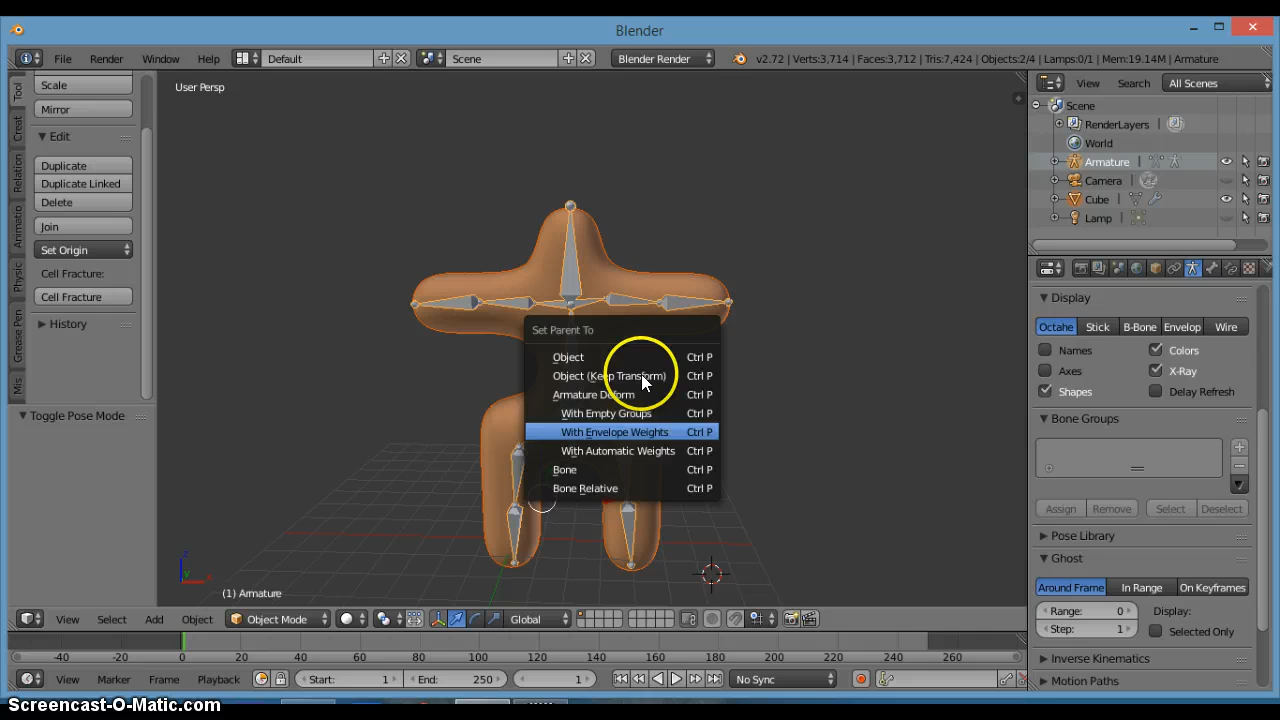 Blender
File Render Window Help Default Scene Blender Render v2.72 | Verts:3,714 | Faces:3,712 | Tris:7,424 | Objects:2/4 | Lamps:0/1 | Mem:19.14M | Armature
Scale
Mirror
Edit
Duplicate
Duplicate Linked
Delete
Join
Set Origin
Cell Fracture:
Cell Fracture
History
Toggle Pose Mode
Tool
Creat
Relation
Animatio
Physic
Grease Pen
Mis
User Persp
Set Parent To
Object Ctrl P
Object (Keep Transform) Ctrl P
Armature Deform Ctrl P
With Empty Groups Ctrl P
With Envelope Weights Ctrl P
With Automatic Weights Ctrl P
Bone Ctrl P
Bone Relative Ctrl P
z
y
x
(1) Armature
View Search All Scenes
Scene
RenderLayers
World
Armature
Camera
Cube
Lamp
Display
Octahe Stick B-Bone Envelop Wire
Names Colors
Axes X-Ray
Shapes Delay Refresh
Bone Groups
Assign Remove Select Deselect
Pose Library
Ghost
Around Frame In Range On Keyframes
Range: 0 Display:
Step: 1 Selected Only
Inverse Kinematics
Motion Paths
View Select Add Object Object Mode Global
-40 -20 0 20 40 60 80 100 120 140 160 180 200 220 240 260
View Marker Frame Playback Start: 1 End: 250 1 No Sync
Screencast-O-Matic.com